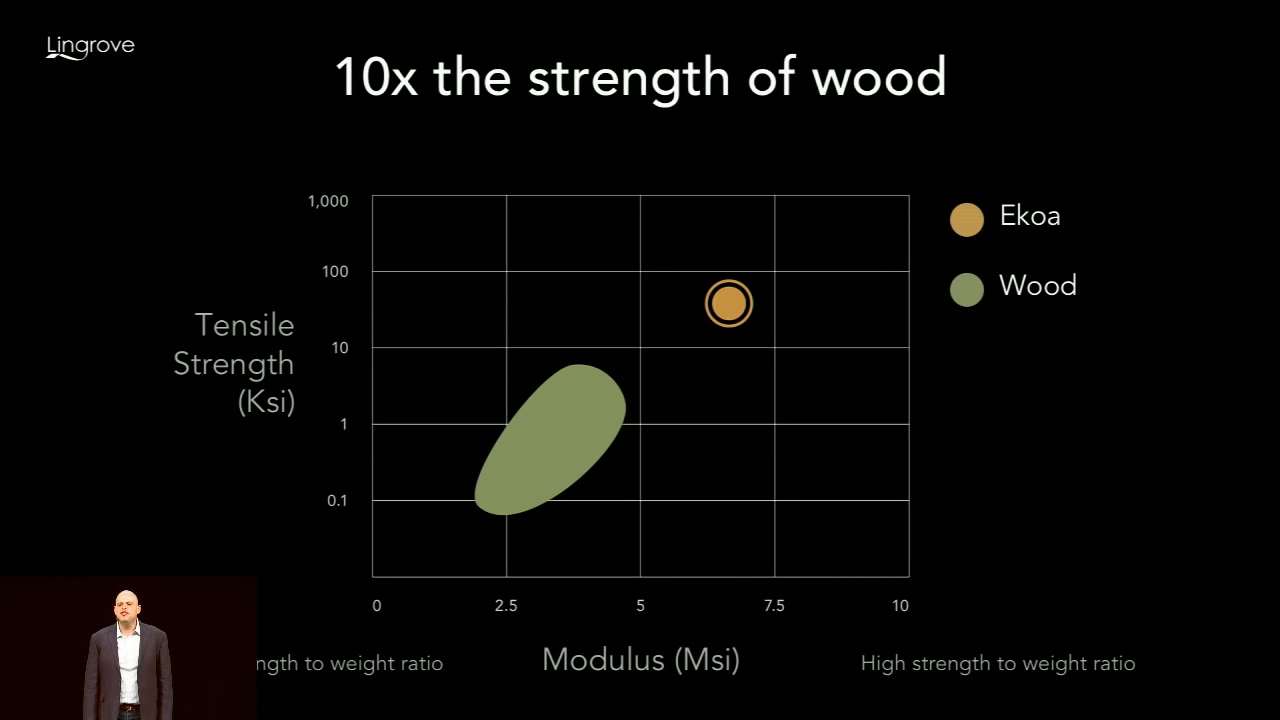 Lingrove
10x the strength of wood
1,000
100
10
1
0.1
Tensile
Strength
(Ksi)
Ekoa
Wood
0
2.5
5
7.5
10
to weight ratio
Modulus (Msi)
High strength to weight ratio